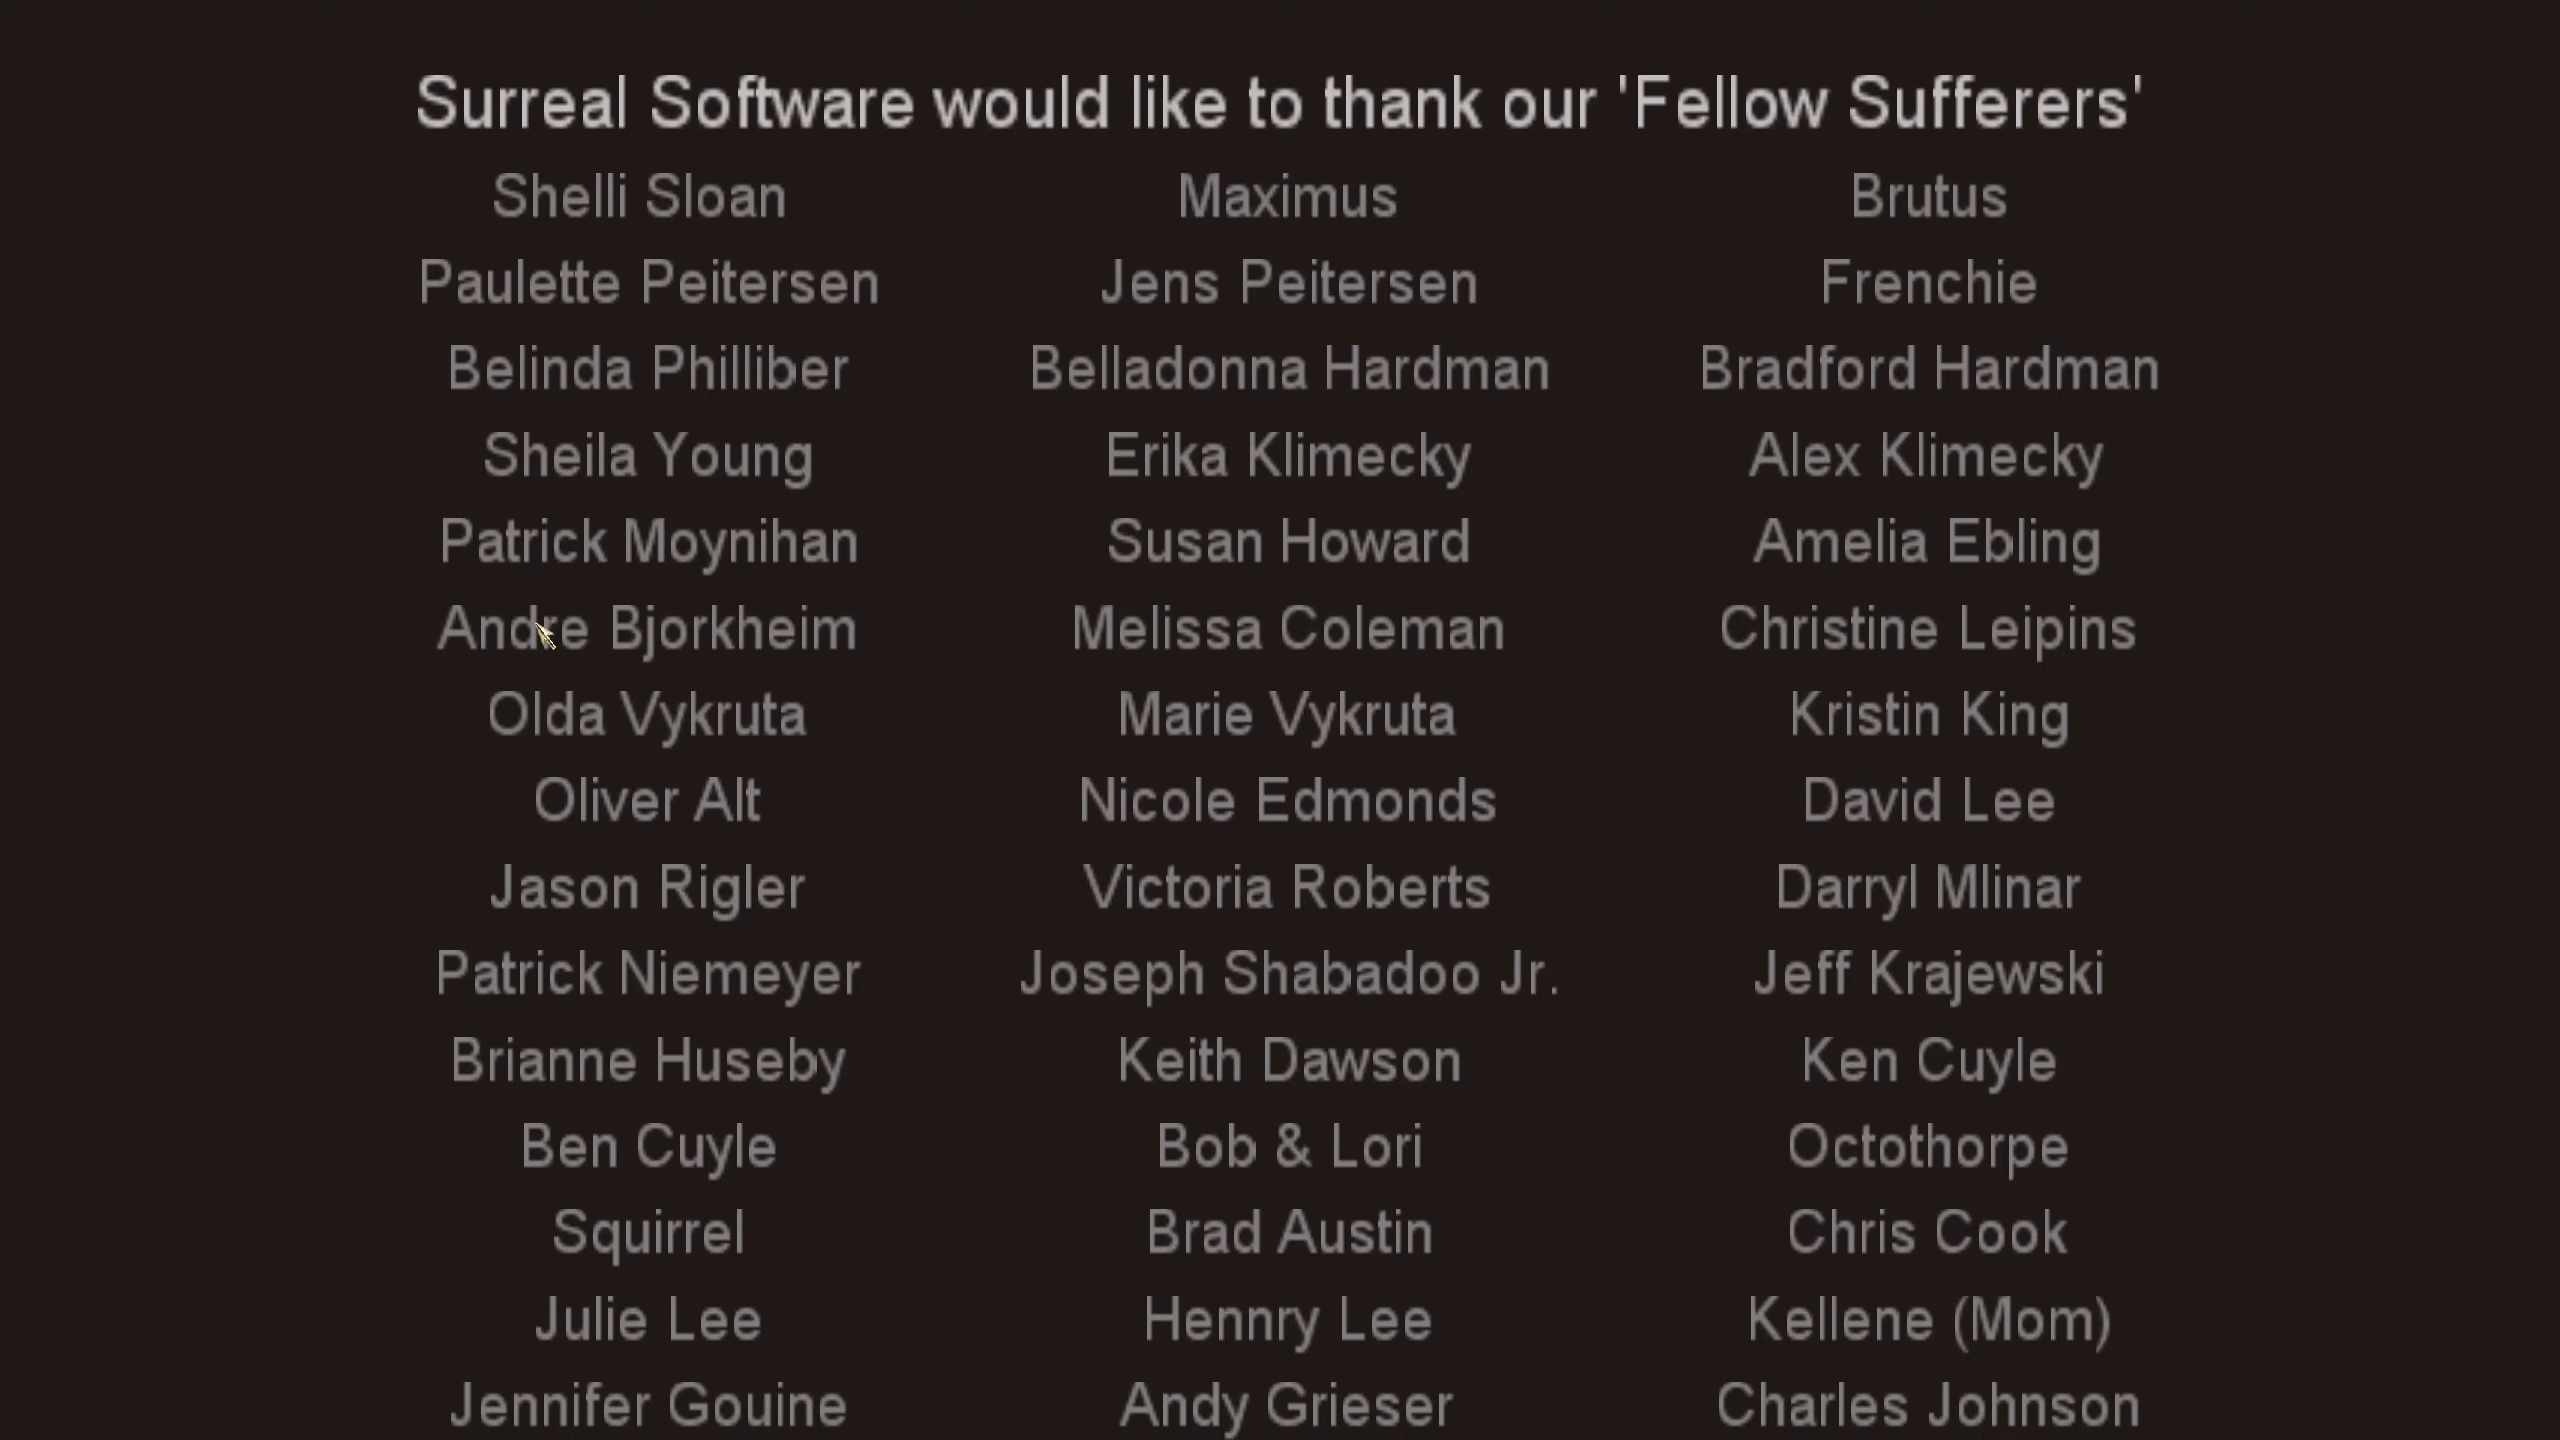 Surreal Software would like to thank our 'Fellow Sufferers'
Shelli Sloan Maximus Brutus
Paulette Peitersen Jens Peitersen Frenchie
Belinda Philliber Belladonna Hardman Bradford Hardman
Sheila Young Erika Klimecky Alex Klimecky
Patrick Moynihan Susan Howard Amelia Ebling
Andre Bjorkheim Melissa Coleman Christine Leipins
Olda Vykruta Marie Vykruta Kristin King
Oliver Alt Nicole Edmonds David Lee
Jason Rigler Victoria Roberts Darryl Mlinar
Patrick Niemeyer Joseph Shabadoo Jr. Jeff Krajewski
Brianne Huseby Keith Dawson Ken Cuyle
Ben Cuyle Bob & Lori Octothorpe
Squirrel Brad Austin Chris Cook
Julie Lee Hennry Lee Kellene (Mom)
Jennifer Gouine Andy Grieser Charles Johnson